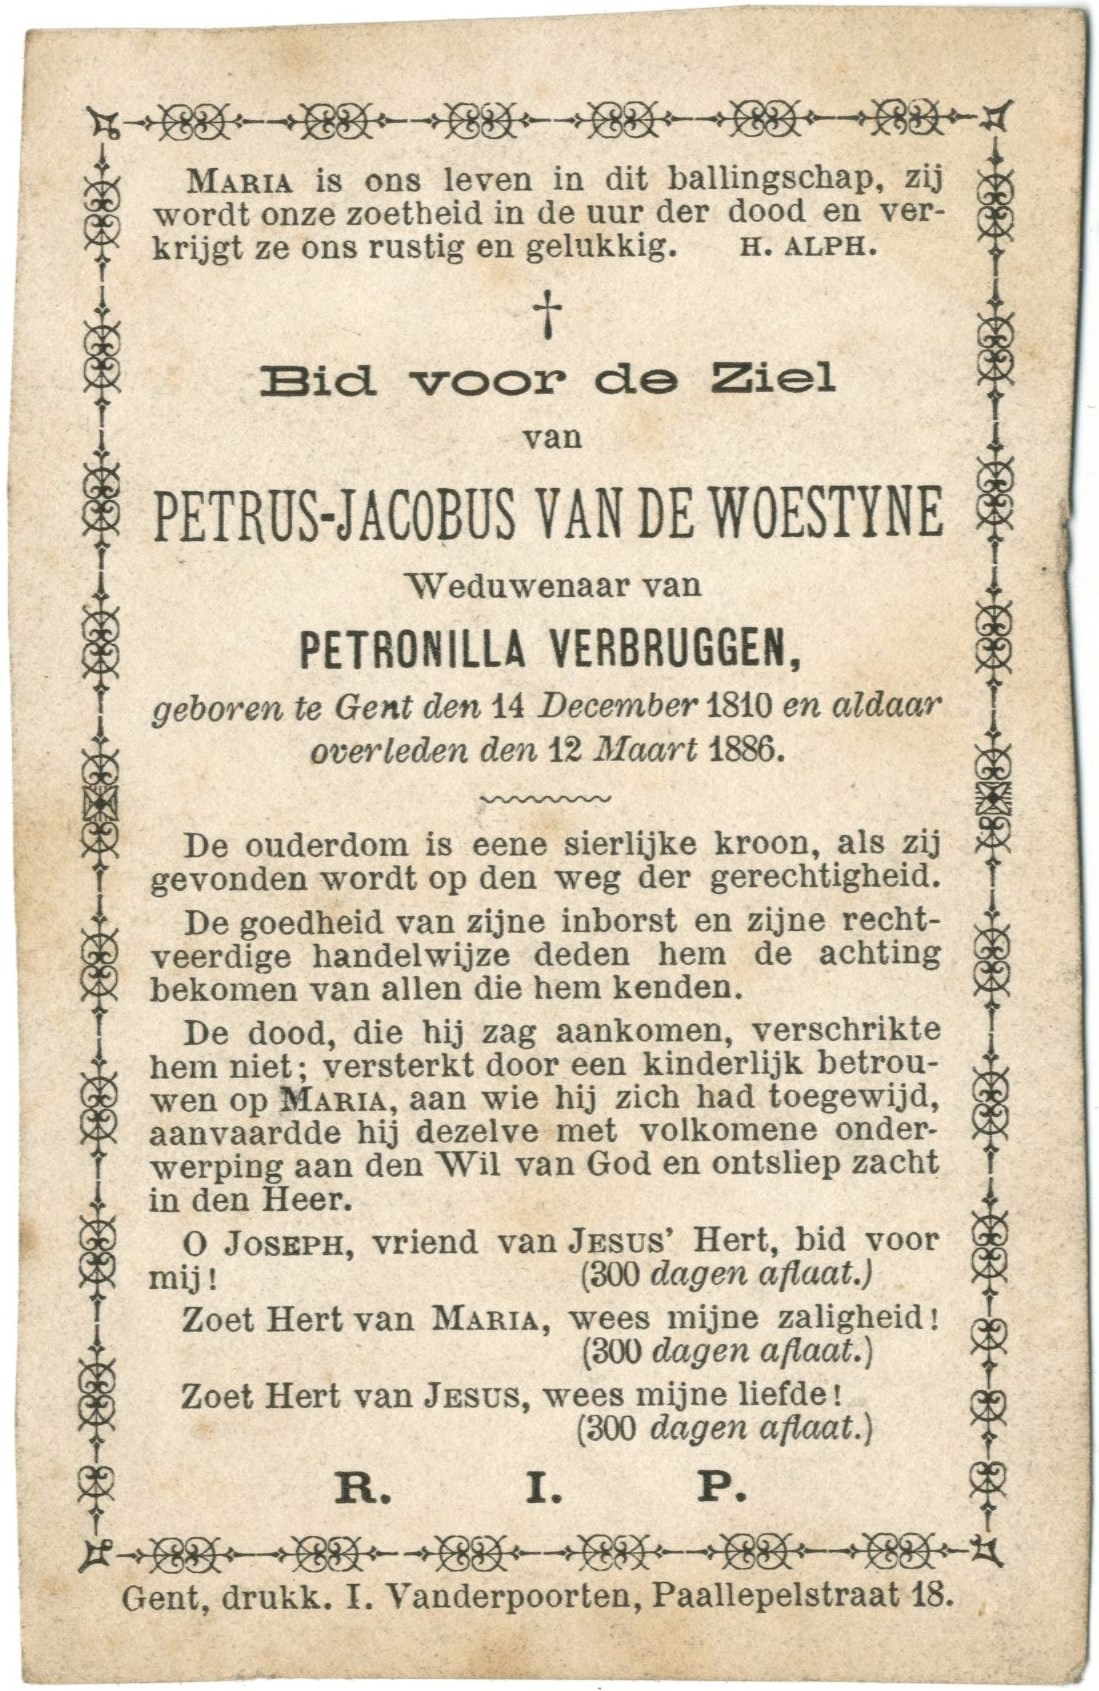 MARIA is ons leven in dit ballingschap, zij
wordt onze zoetheid in de uur der dood en ver-
krijgt ze ons rustig en gelukkig. H. ALPH.
†
Bid voor de Ziel
van
PETRUS-JACOBUS VAN DE WOESTYNE
Weduwenaar van
PETRONILLA VERBRUGGEN,
geboren te Gent den 14 December 1810 en aldaar
overleden den 12 Maart 1886.
De ouderdom is eene sierlijke kroon, als zij
gevonden wordt op den weg der gerechtigheid.
De goedheid van zijne inborst en zijne recht-
veerdige handelwijze deden hem de achting
bekomen van allen die hem kenden.
De dood, die hij zag aankomen, verschrikte
hem niet; versterkt door een kinderlijk betrou-
wen op MARIA, aan wie hij zich had toegewijd,
aanvaardde hij dezelve met volkomene onder-
werping aan den Wil van God en ontsliep zacht
in den Heer.
O JOSEPH, vriend van JESUS' Hert, bid voor
mij! (300 dagen aflaat.)
Zoet Hert van MARIA, wees mijne zaligheid!
(300 dagen aflaat.)
Zoet Hert van JESUS, wees mijne liefde!
(300 dagen aflaat.)
R. I. P.
Gent, drukk. I. Vanderpoorten, Paallepelstraat 18.